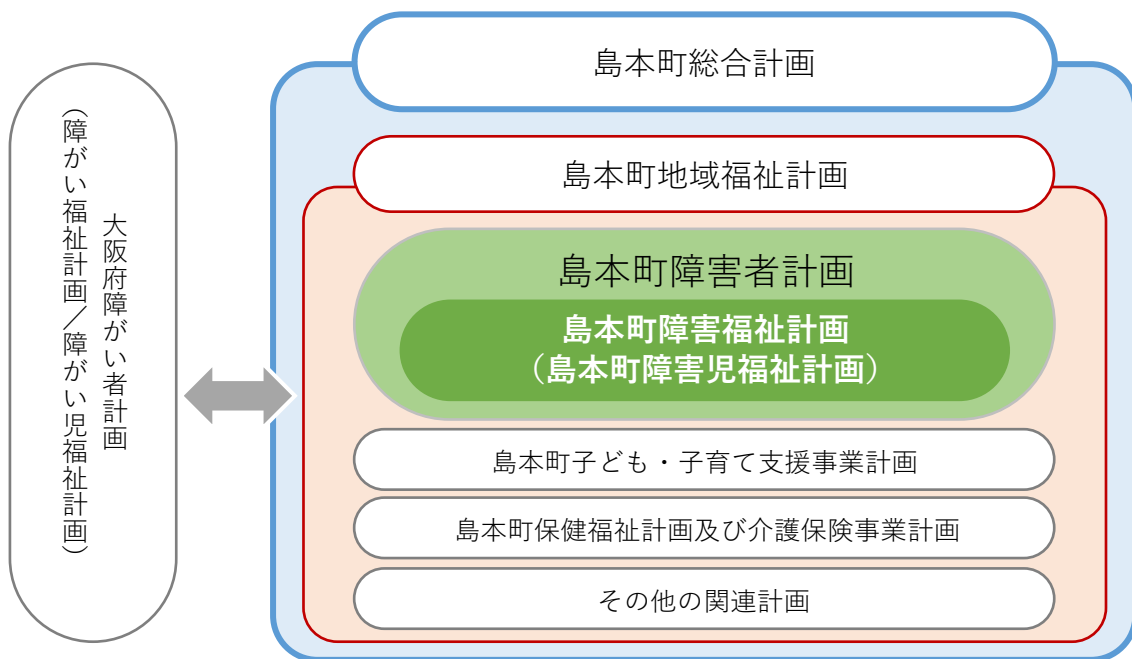 島本町総合計画
島本町地域福祉計画
島本町障害者計画
島本町障害福祉計画
（島本町障害児福祉計画）
島本町子ども・子育て支援事業計画
島本町保健福祉計画及び介護保険事業計画
その他の関連計画
大阪府障がい者計画
（障がい福祉計画／障がい児福祉計画）